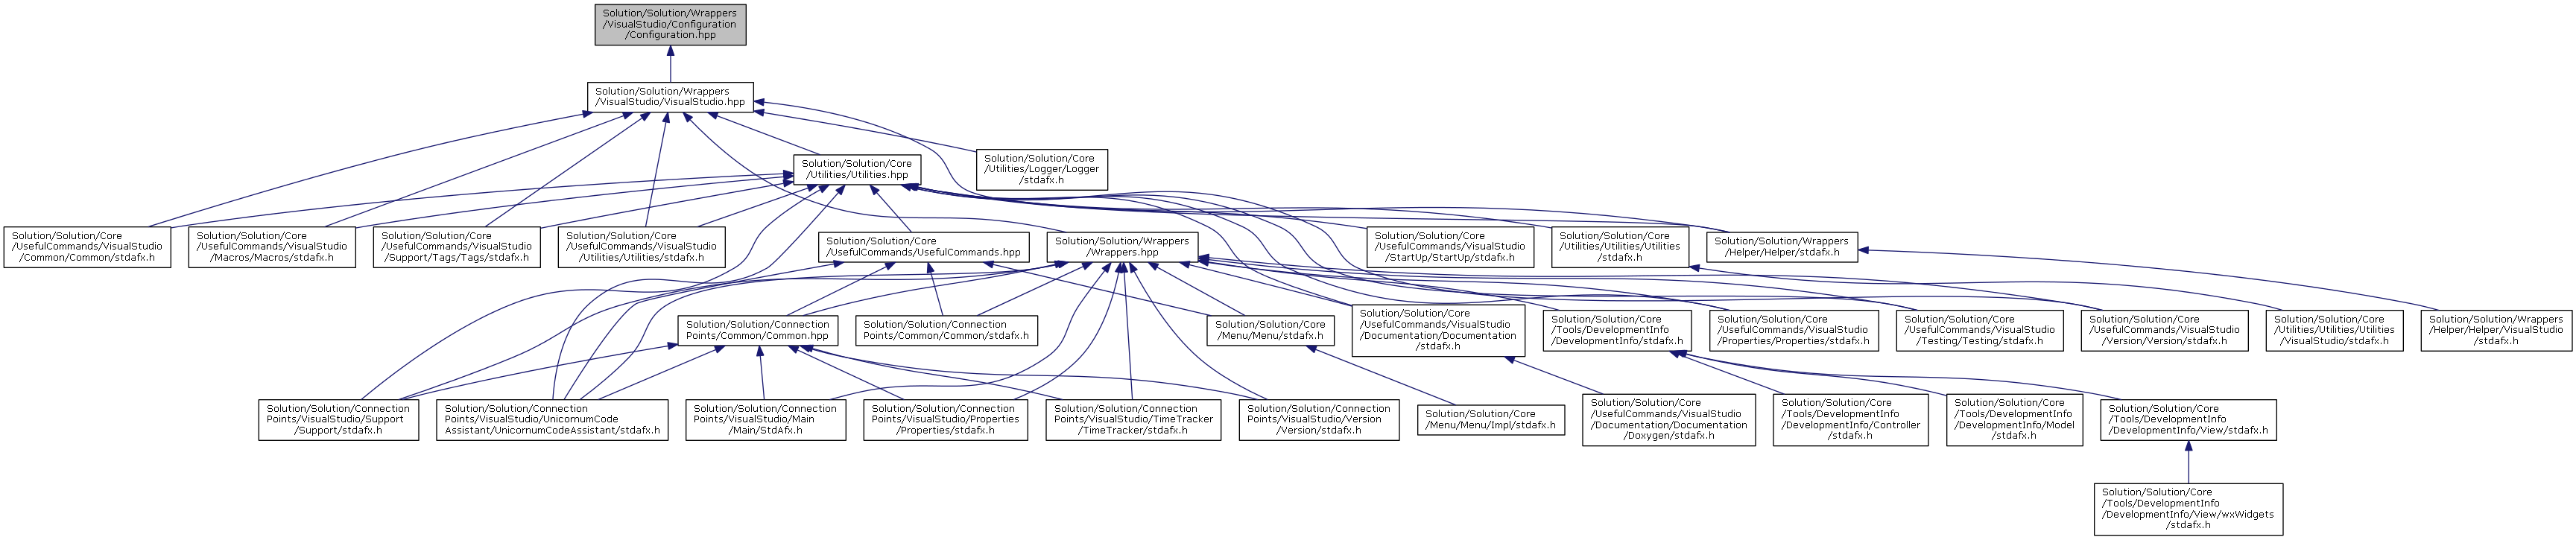 Solution/Solution/Wrappers
/VisualStudio/Configuration
/Configuration.hpp
Solution/Solution/Wrappers
/VisualStudio/VisualStudio.hpp
Solution/Solution/Core
/Utilities/Utilities.hpp
Solution/Solution/Core
/Utilities/Logger/Logger
/stdafx.h
Solution/Solution/Core
/UsefulCommands/VisualStudio
/Common/Common/stdafx.h
Solution/Solution/Core
/UsefulCommands/VisualStudio
/Macros/Macros/stdafx.h
Solution/Solution/Core
/UsefulCommands/VisualStudio
/Support/Tags/Tags/stdafx.h
Solution/Solution/Core
/UsefulCommands/VisualStudio
/Utilities/Utilities/stdafx.h
Solution/Solution/Core
/UsefulCommands/UsefulCommands.hpp
Solution/Solution/Wrappers
/Wrappers.hpp
Solution/Solution/Core
/UsefulCommands/VisualStudio
/StartUp/StartUp/stdafx.h
Solution/Solution/Core
/Utilities/Utilities/Utilities
/stdafx.h
Solution/Solution/Wrappers
/Helper/Helper/stdafx.h
Solution/Solution/Connection
Points/Common/Common.hpp
Solution/Solution/Connection
Points/Common/Common/stdafx.h
Solution/Solution/Core
/Menu/Menu/stdafx.h
Solution/Solution/Core
/UsefulCommands/VisualStudio
/Documentation/Documentation
/stdafx.h
Solution/Solution/Core
/Tools/DevelopmentInfo
/DevelopmentInfo/stdafx.h
Solution/Solution/Core
/UsefulCommands/VisualStudio
/Properties/Properties/stdafx.h
Solution/Solution/Core
/UsefulCommands/VisualStudio
/Testing/Testing/stdafx.h
Solution/Solution/Core
/UsefulCommands/VisualStudio
/Version/Version/stdafx.h
Solution/Solution/Core
/Utilities/Utilities/Utilities
/VisualStudio/stdafx.h
Solution/Solution/Wrappers
/Helper/Helper/VisualStudio
/stdafx.h
Solution/Solution/Connection
Points/VisualStudio/Support
/Support/stdafx.h
Solution/Solution/Connection
Points/VisualStudio/UnicornumCode
Assistant/UnicornumCodeAssistant/stdafx.h
Solution/Solution/Connection
Points/VisualStudio/Main
/Main/StdAfx.h
Solution/Solution/Connection
Points/VisualStudio/Properties
/Properties/stdafx.h
Solution/Solution/Connection
Points/VisualStudio/TimeTracker
/TimeTracker/stdafx.h
Solution/Solution/Connection
Points/VisualStudio/Version
/Version/stdafx.h
Solution/Solution/Core
/Menu/Menu/Impl/stdafx.h
Solution/Solution/Core
/UsefulCommands/VisualStudio
/Documentation/Documentation
/Doxygen/stdafx.h
Solution/Solution/Core
/Tools/DevelopmentInfo
/DevelopmentInfo/Controller
/stdafx.h
Solution/Solution/Core
/Tools/DevelopmentInfo
/DevelopmentInfo/Model
/stdafx.h
Solution/Solution/Core
/Tools/DevelopmentInfo
/DevelopmentInfo/View/stdafx.h
Solution/Solution/Core
/Tools/DevelopmentInfo
/DevelopmentInfo/View/wxWidgets
/stdafx.h